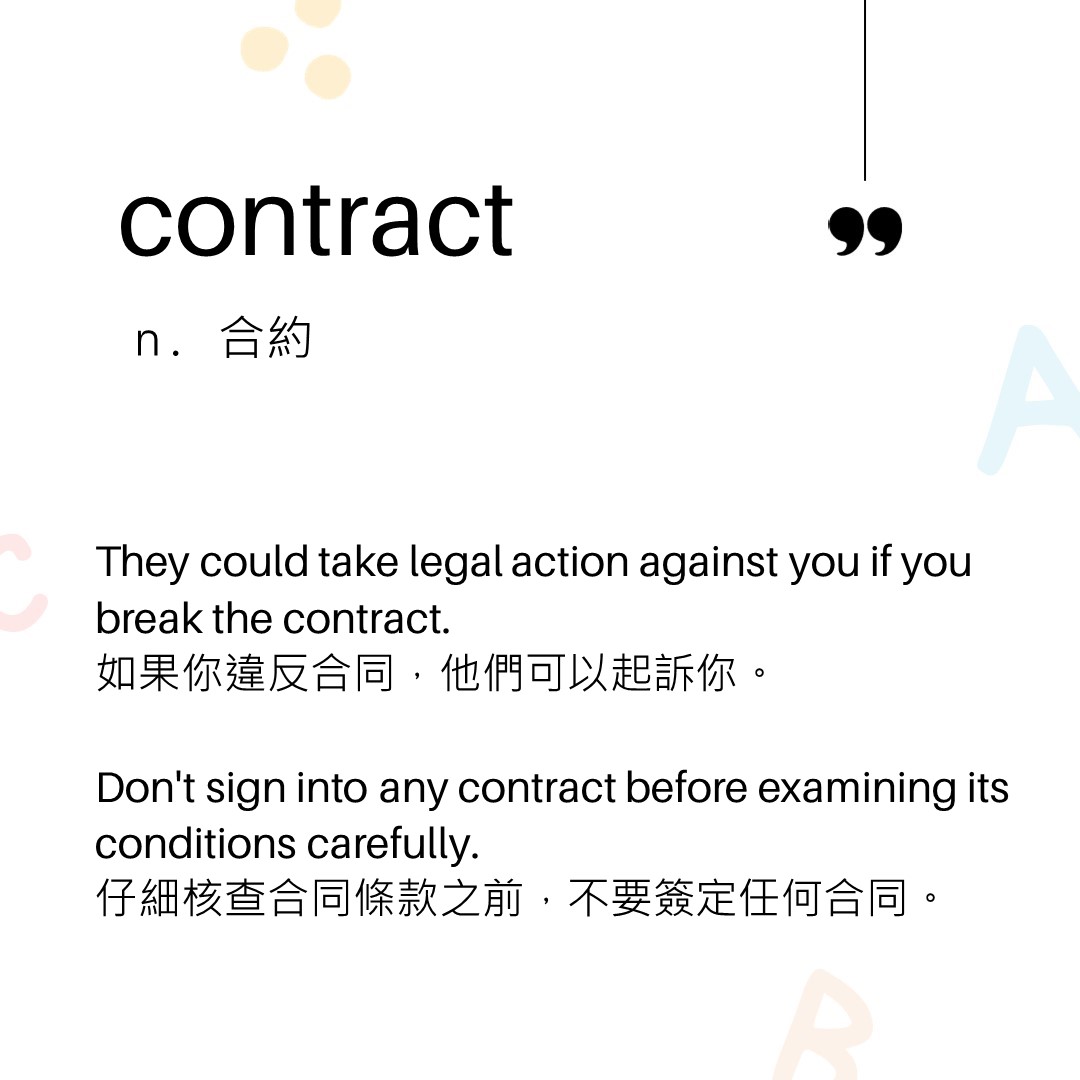 contract
n. 合約
They could take legal action against you if you
break the contract.
如果你違反合同，他們可以起訴你。
Don't sign into any contract before examining its
conditions carefully.
仔細核查合同條款之前，不要簽定任何合同。
A
C
B